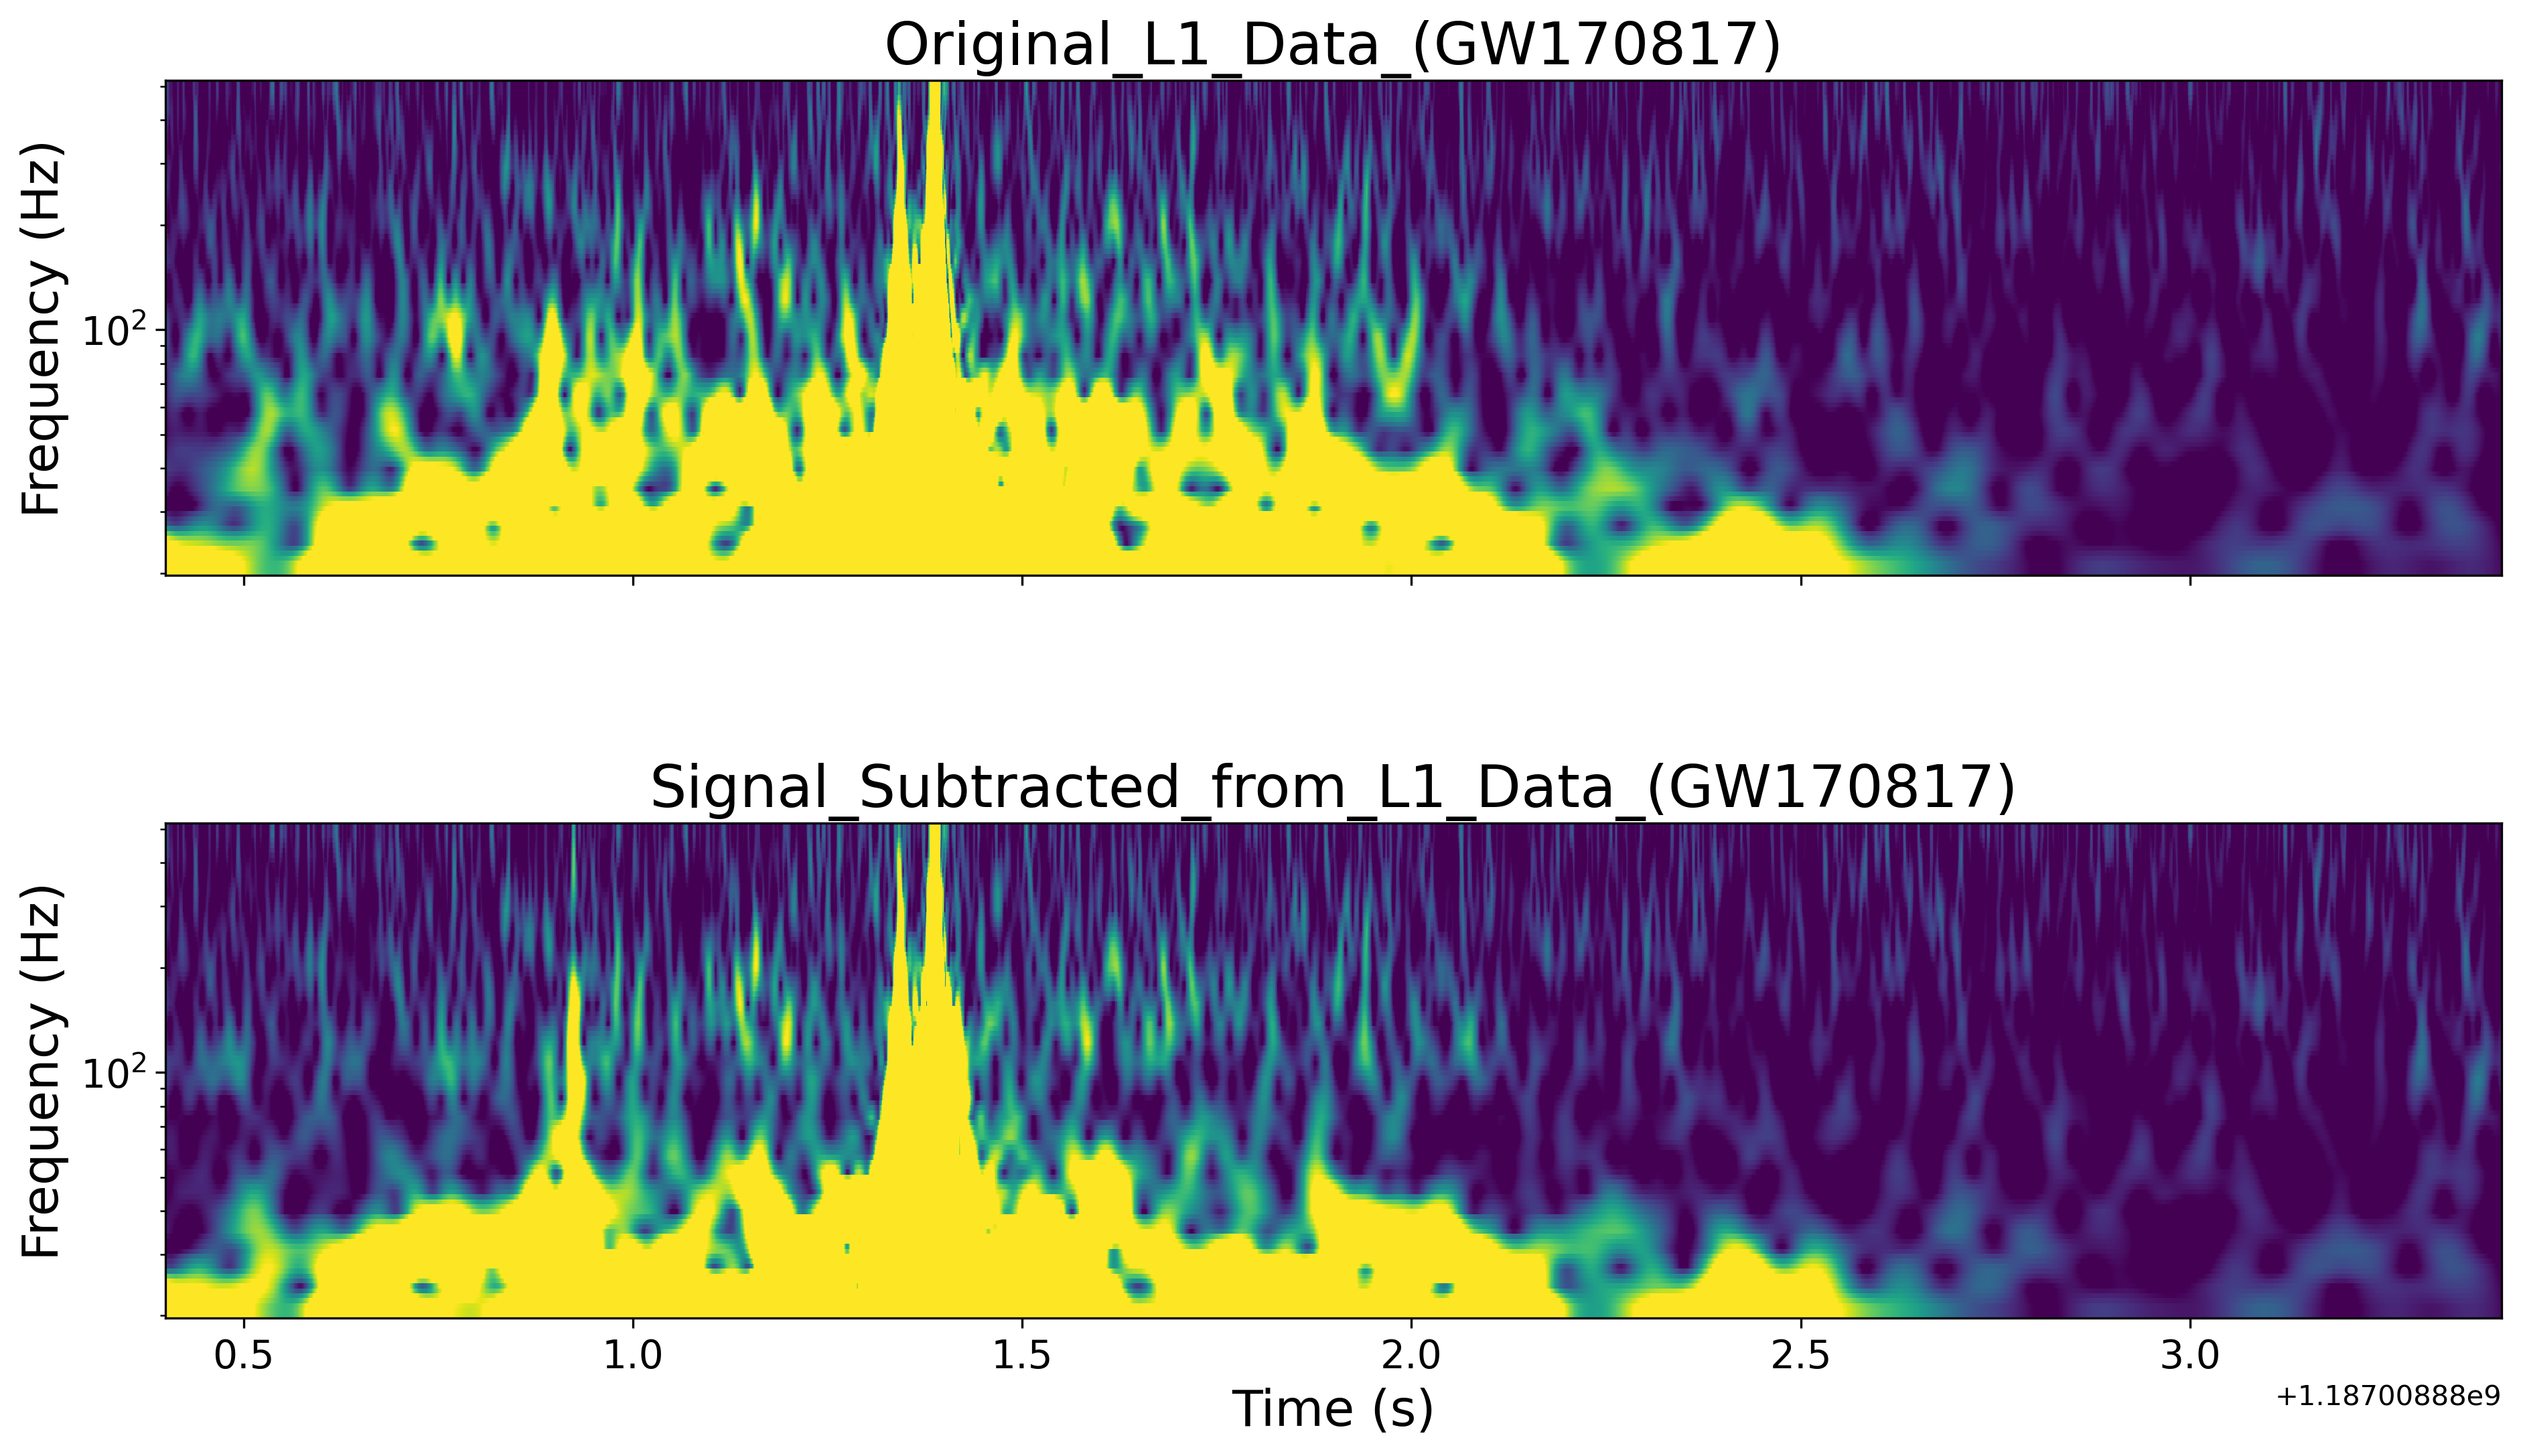 Original_L1_Data_(GW170817)
Frequency (Hz)
10²
Signal_Subtracted_from_L1_Data_(GW170817)
Frequency (Hz)
10²
0.5 1.0 1.5 2.0 2.5 3.0
Time (s)
+1.18700888e9